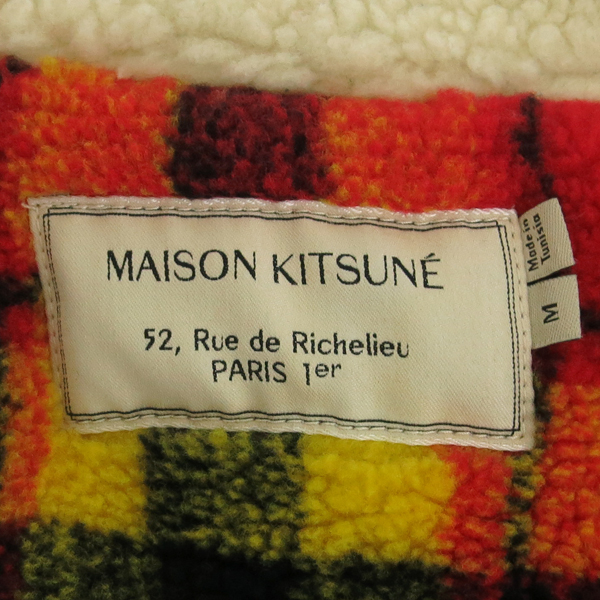 MAISON KITSUNÉ
52, Rue de Richelieu
PARIS 1er
Made in
Tunisia
M